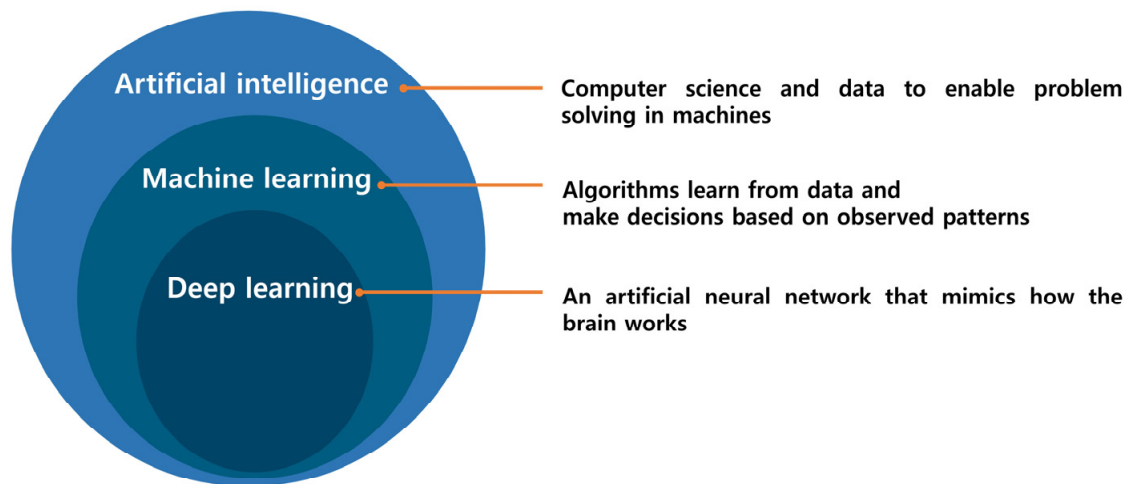 Artificial intelligence
Computer science and data to enable problem
solving in machines
Machine learning
Algorithms learn from data and
make decisions based on observed patterns
Deep learning
An artificial neural network that mimics how the
brain works